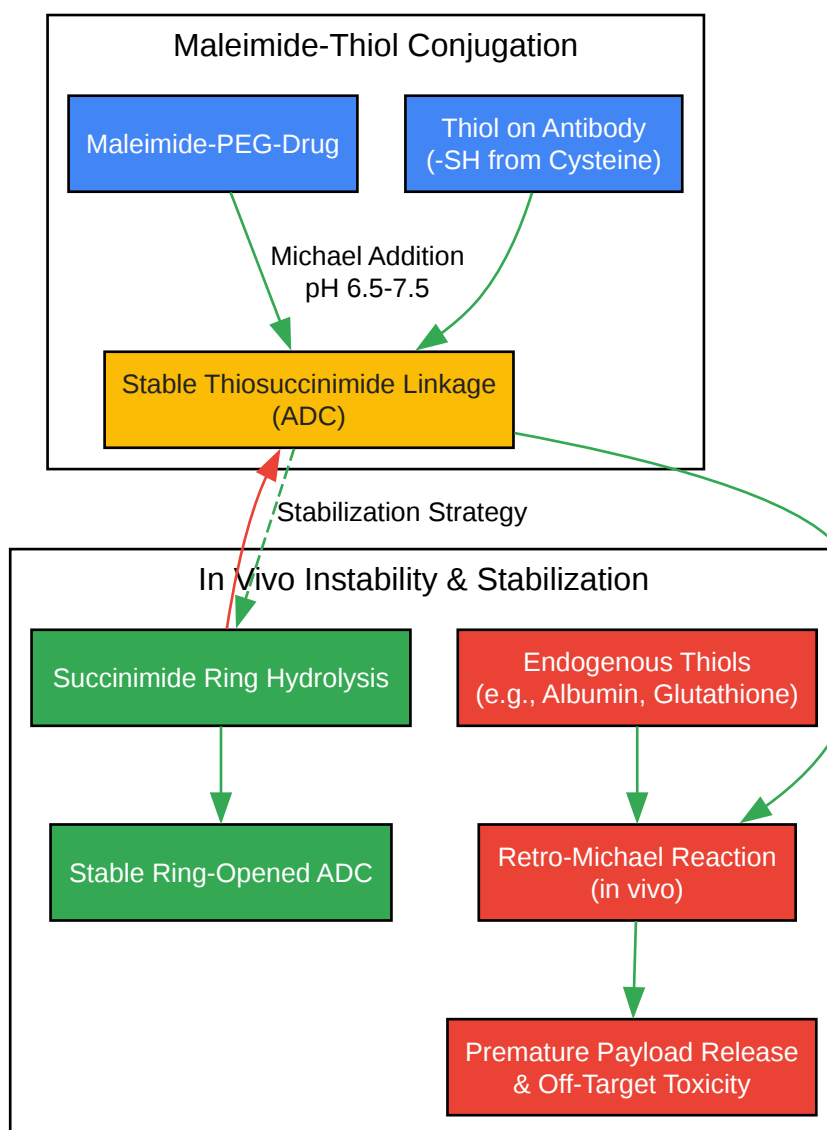 Maleimide-Thiol Conjugation
Maleimide-PEG-Drug
Thiol on Antibody
(-SH from Cysteine)
Michael Addition
pH 6.5-7.5
Stable Thiosuccinimide Linkage
(ADC)
Stabilization Strategy
In Vivo Instability & Stabilization
Succinimide Ring Hydrolysis
Endogenous Thiols
(e.g., Albumin, Glutathione)
Stable Ring-Opened ADC
Retro-Michael Reaction
(in vivo)
Premature Payload Release
& Off-Target Toxicity